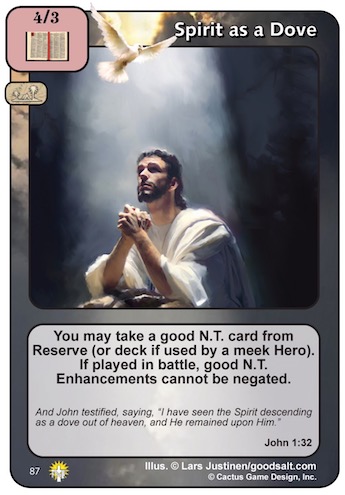 4/3
Spirit as a Dove
You may take a good N.T. card from
Reserve (or deck if used by a meek Hero).
If played in battle, good N.T.
Enhancements cannot be negated.
And John testified, saying, “I have seen the Spirit descending
as a dove out of heaven, and He remained upon Him.”
John 1:32
87
Illus. © Lars Justinen/goodsalt.com
© Cactus Game Design, Inc.